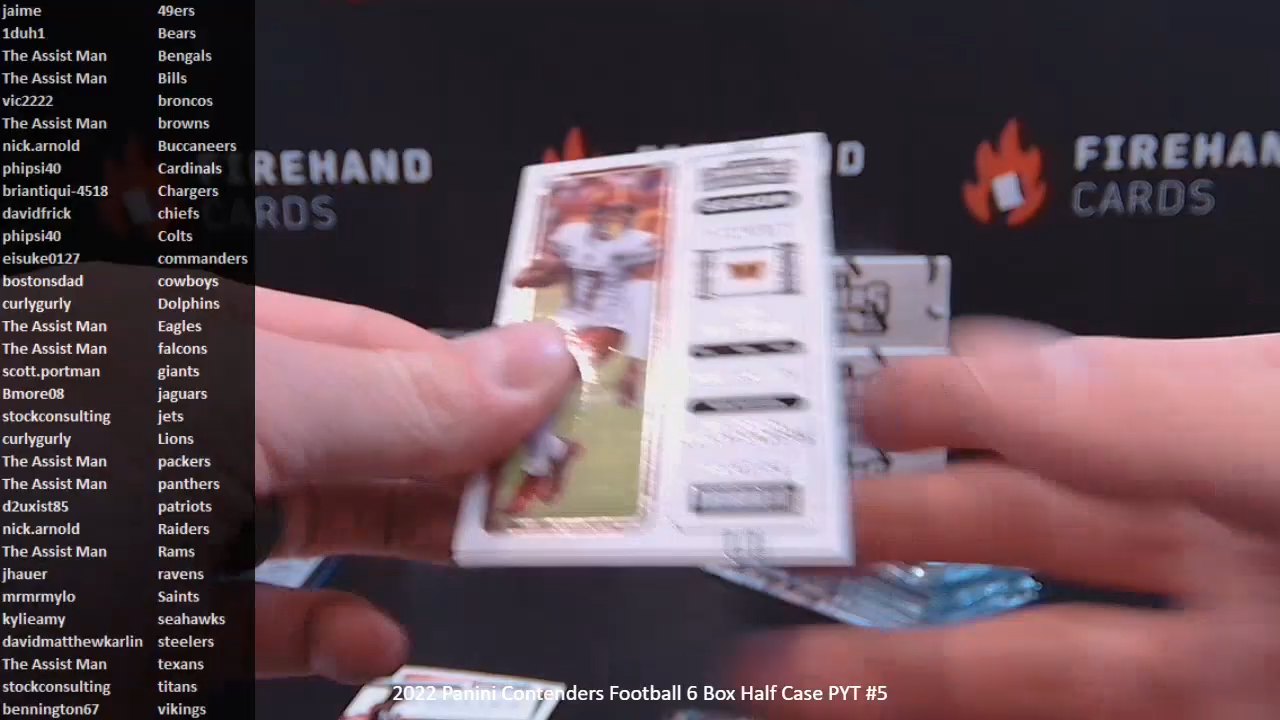 jaime 49ers
1duh1 Bears
The Assist Man Bengals
The Assist Man Bills
vic2222 broncos
The Assist Man browns
nick.arnold Buccaneers
phipsi40 Cardinals
briantiqui-4518 Chargers
davidfrick chiefs
phipsi40 Colts
eisuke0127 commanders
bostonsdad cowboys
curlygurly Dolphins
The Assist Man Eagles
The Assist Man falcons
scott.portman giants
Bmore08 jaguars
stockconsulting jets
curlygurly Lions
The Assist Man packers
The Assist Man panthers
d2uxist85 patriots
nick.arnold Raiders
The Assist Man Rams
jhauer ravens
mrmrmylo Saints
kylieamy seahawks
davidmatthewkarlin steelers
The Assist Man texans
stockconsulting titans
bennington67 vikings
FIREHAND
CARDS
FIREHAN
CARDS
17
2022 Panini Contenders Football 6 Box Half Case PYT #5